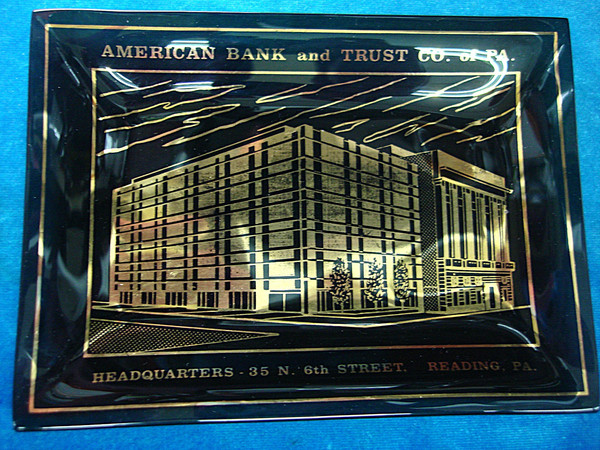 AMERICAN BANK and TRUST CO. of PA.
HEADQUARTERS - 35 N. 6th STREET. READING, PA.